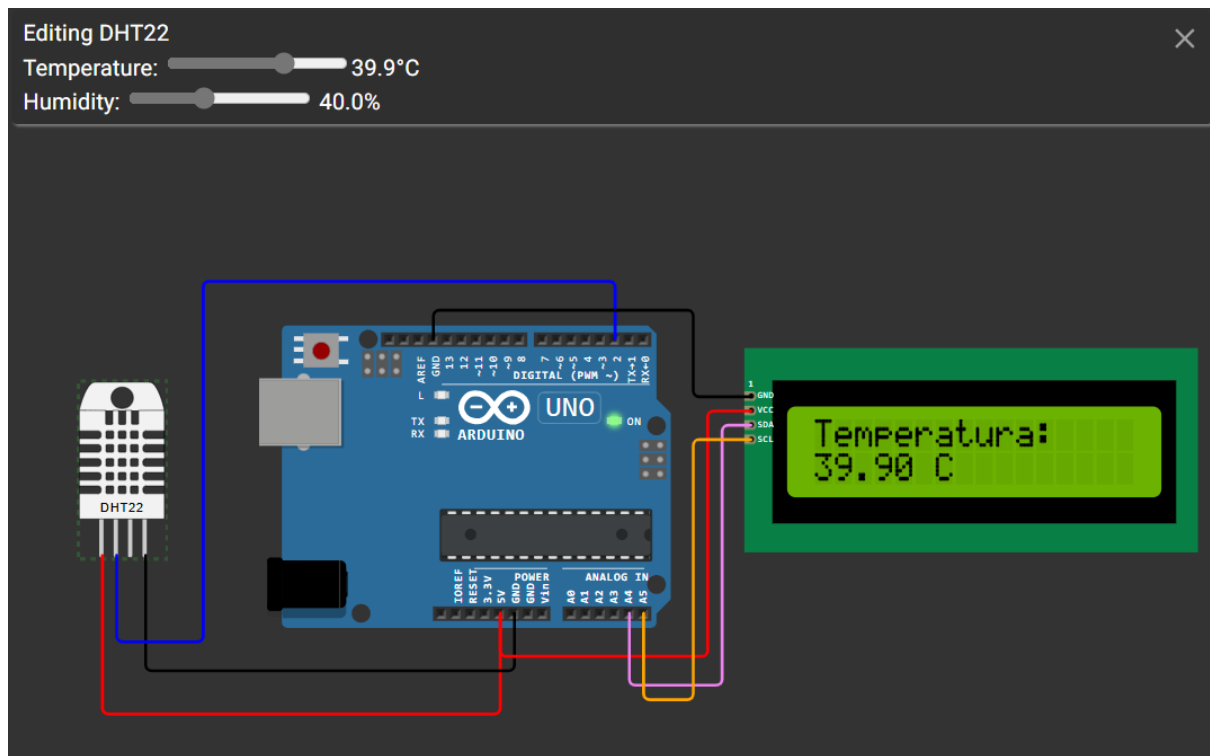 Editing DHT22
Temperature: 39.9°C
Humidity: 40.0%
AREF
GND
13
12
~11
~10
~9
8
7
~6
~5
4
~3
2
TX→1
RX←0
DIGITAL (PWM ~)
L
TX
RX
ARDUINO
UNO
ON
1
GND
VCC
SDA
SCL
Temperatura:
39.90 C
DHT22
IOREF
RESET
3.3V
5V
GND
GND
Vin
POWER
ANALOG IN
A0
A1
A2
A3
A4
A5